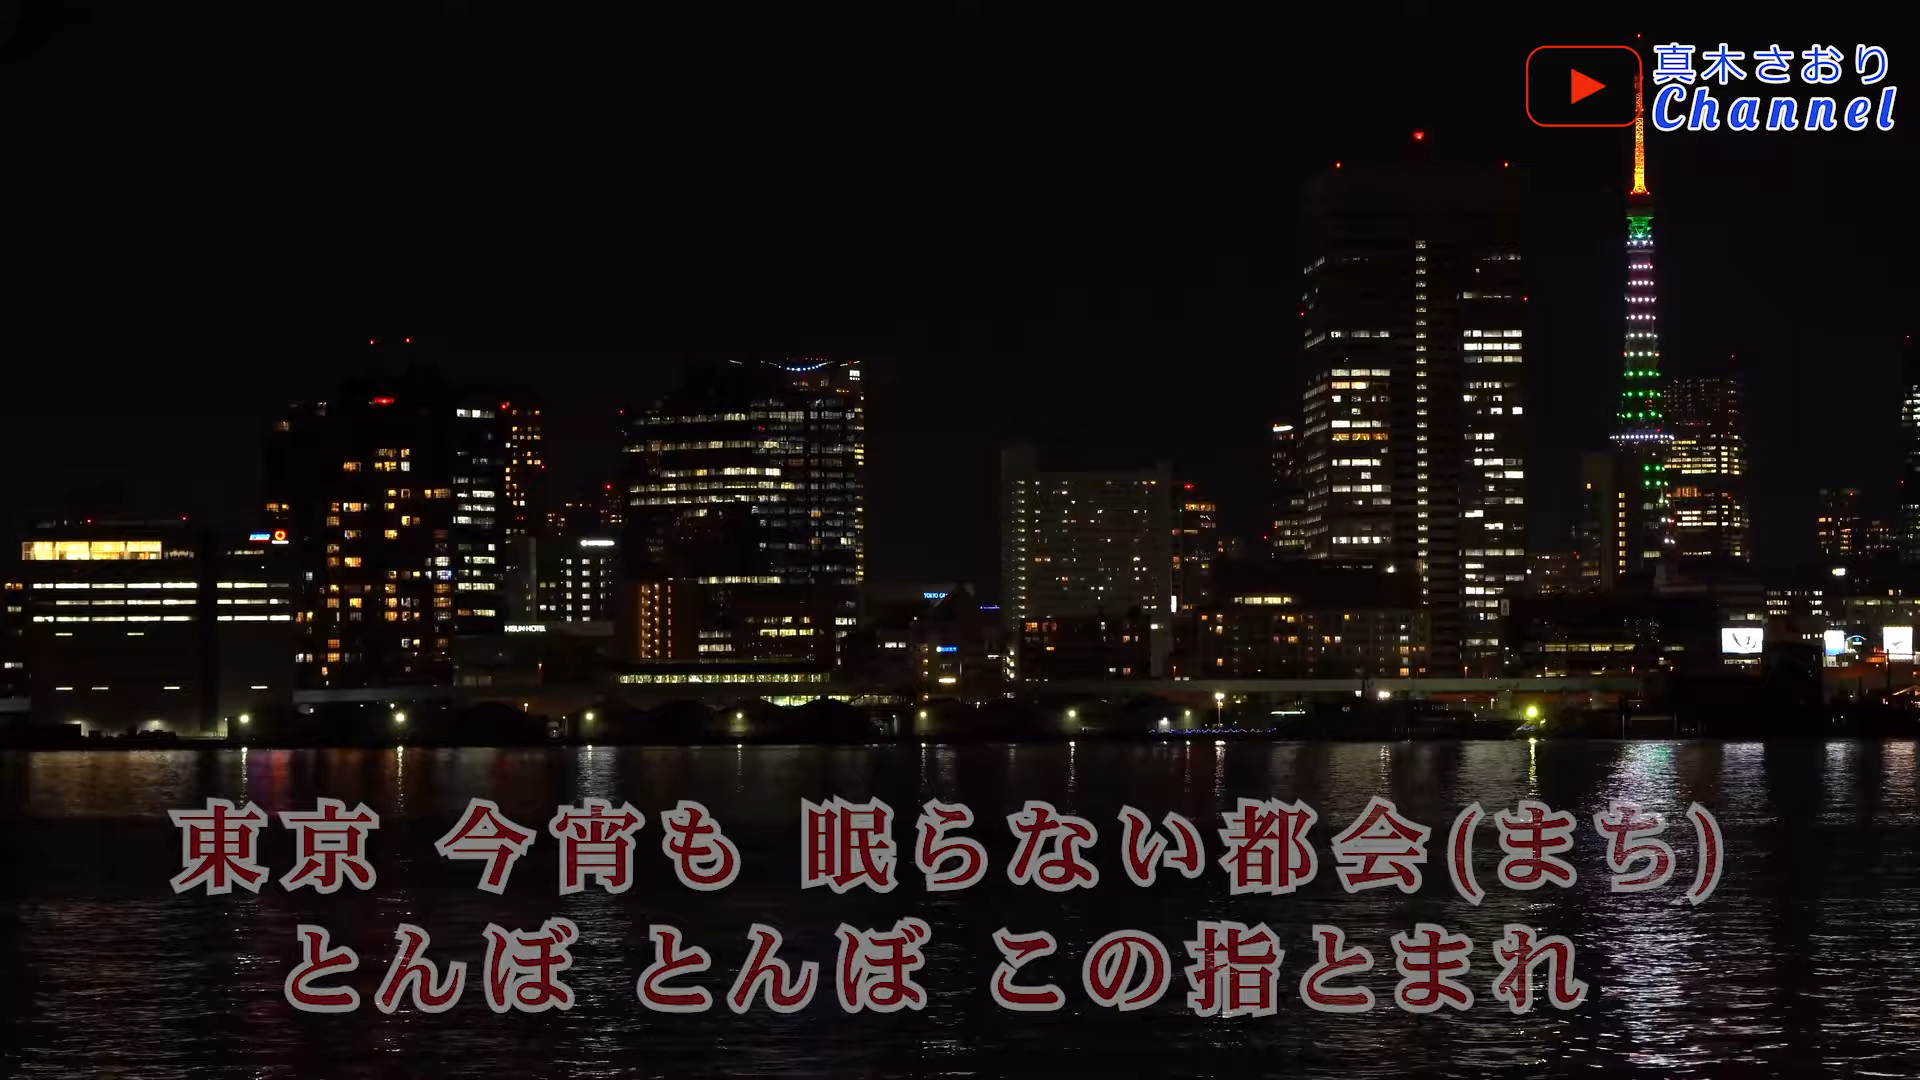 真木さおり
Channel
HISUIHOTEL
東京 今宵も 眠らない都会(まち)
とんぼ とんぼ この指とまれ